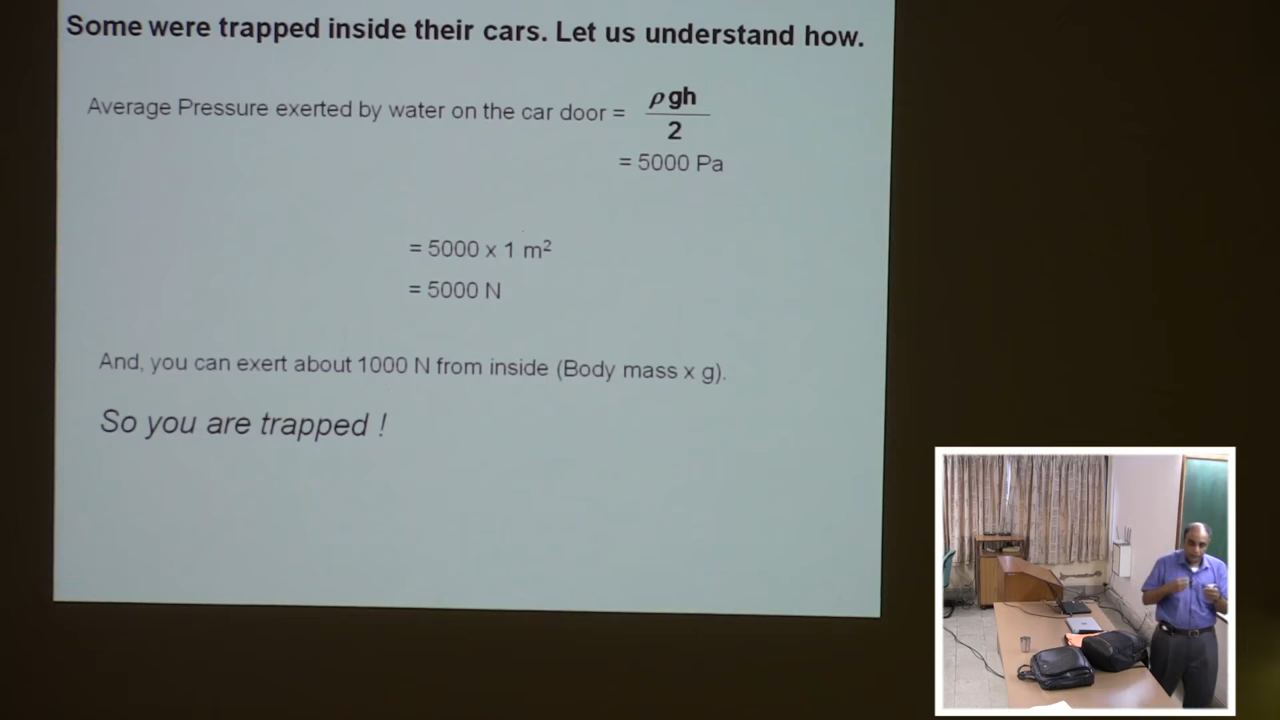 Some were trapped inside their cars. Let us understand how.
Average Pressure exerted by water on the car door = ρgh
2
= 5000 Pa
= 5000 x 1 m²
= 5000 N
And, you can exert about 1000 N from inside (Body mass x g).
So you are trapped !